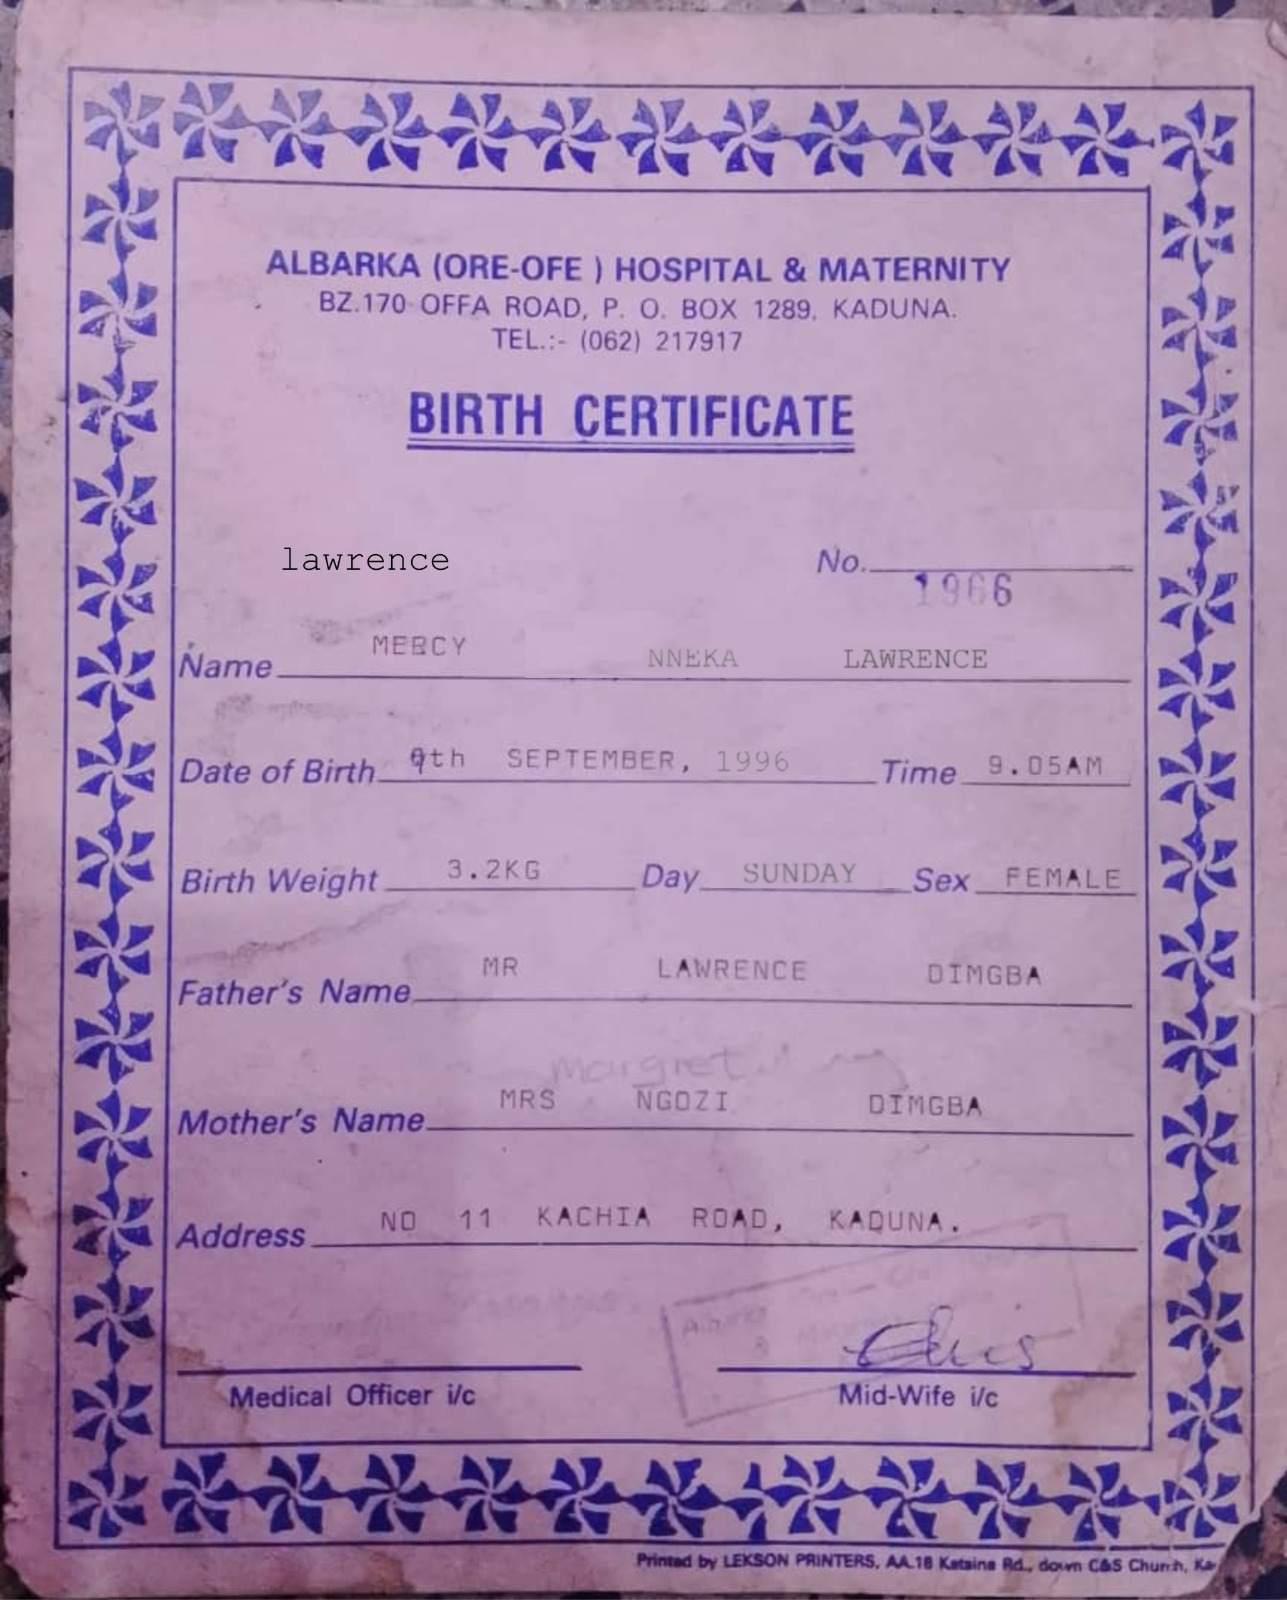 ALBARKA (ORE-OFE ) HOSPITAL & MATERNITY
BZ.170 OFFA ROAD, P. O. BOX 1289, KADUNA.
TEL.:- (062) 217917
BIRTH CERTIFICATE
lawrence
No. 1966
Name MERCY NNEKA LAWRENCE
Date of Birth 9th SEPTEMBER, 1996 Time 9.05AM
Birth Weight 3.2KG Day SUNDAY Sex FEMALE
Father's Name MR LAWRENCE DIMGBA
margret
Mother's Name MRS NGOZI DIMGBA
Address NO 11 KACHIA ROAD, KADUNA.
Medical Officer i/c Mid-Wife i/c
Printed by LEKSON PRINTERS, AA.18 Katsina Rd., down C&S Church, Ka